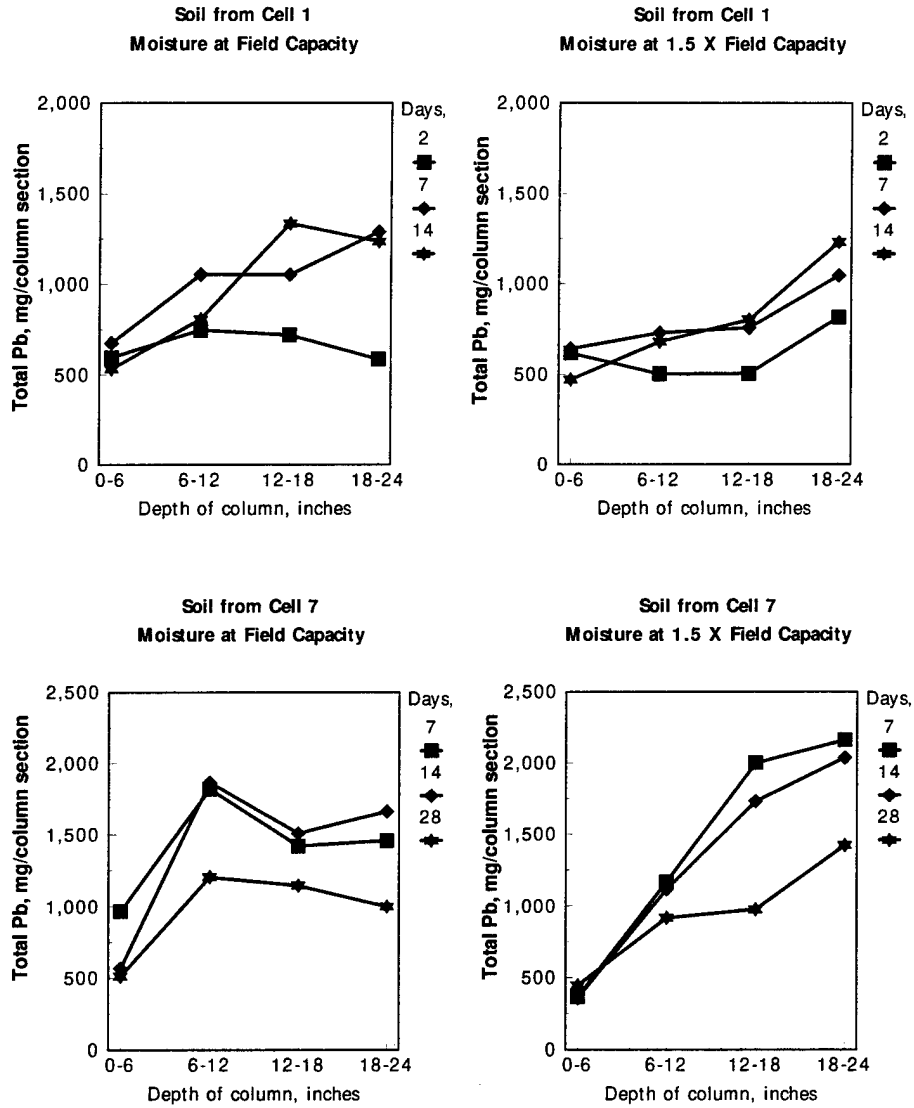 Soil from Cell 1
Moisture at Field Capacity
2,000
1,500
1,000
500
0
Total Pb, mg/column section
0-6 6-12 12-18 18-24
Depth of column, inches
Days,
2
7
14
Soil from Cell 1
Moisture at 1.5 X Field Capacity
2,000
1,500
1,000
500
0
Total Pb, mg/column section
0-6 6-12 12-18 18-24
Depth of column, inches
Days,
2
7
14
Soil from Cell 7
Moisture at Field Capacity
2,500
2,000
1,500
1,000
500
0
Total Pb, mg/column section
0-6 6-12 12-18 18-24
Depth of column, inches
Days,
7
14
28
Soil from Cell 7
Moisture at 1.5 X Field Capacity
2,500
2,000
1,500
1,000
500
0
Total Pb, mg/column section
0-6 6-12 12-18 18-24
Depth of column, inches
Days,
7
14
28